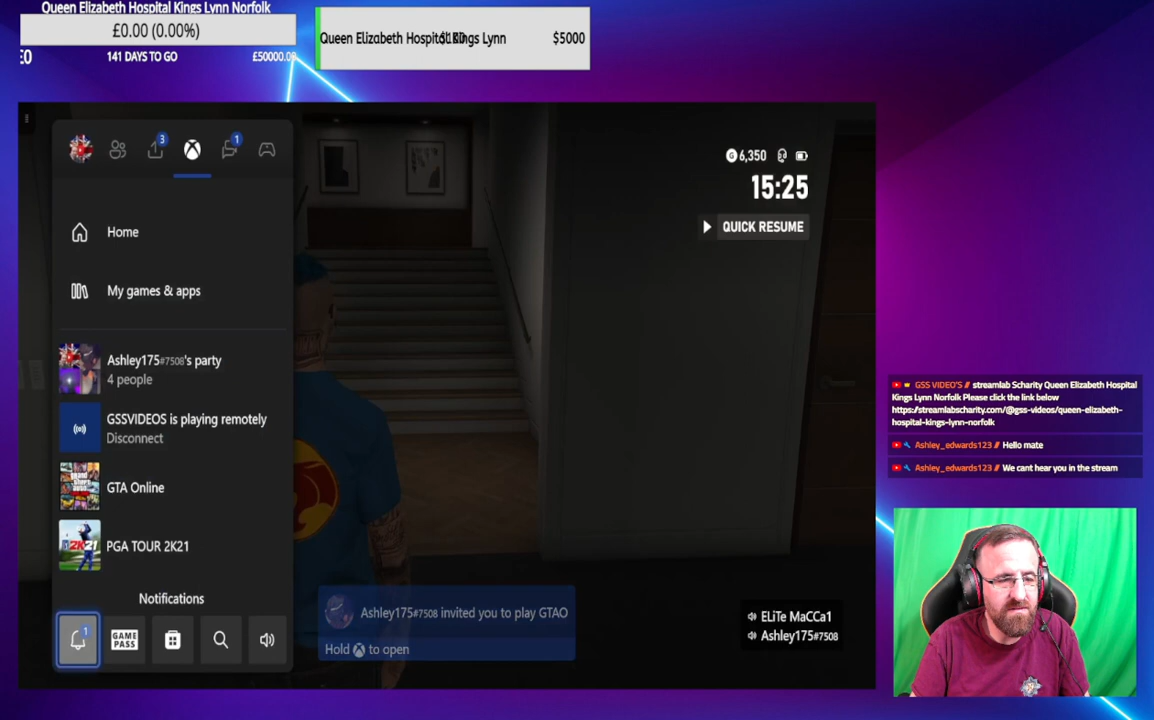 Queen Elizabeth Hospital Kings Lynn Norfolk
£0.00 (0.00%)
141 DAYS TO GO
£50000.0
Queen Elizabeth Hospital Kings Lynn
$5000
3
1
G 6,350
15:25
QUICK RESUME
Home
My games & apps
Ashley175#7508's party
4 people
GSSVIDEOS is playing remotely
Disconnect
GTA Online
PGA TOUR 2K21
Notifications
1
GAME
PASS
Ashley175#7508 invited you to play GTAO
Hold to open
ELiTe MaCCa1
Ashley175#7508
GSS VIDEO'S // streamlab Scharity Queen Elizabeth Hospital
Kings Lynn Norfolk Please click the link below
https://streamlabscharity.com/@gss-videos/queen-elizabeth-
hospital-kings-lynn-norfolk
Ashley_edwards123 // Hello mate
Ashley_edwards123 // We cant hear you in the stream